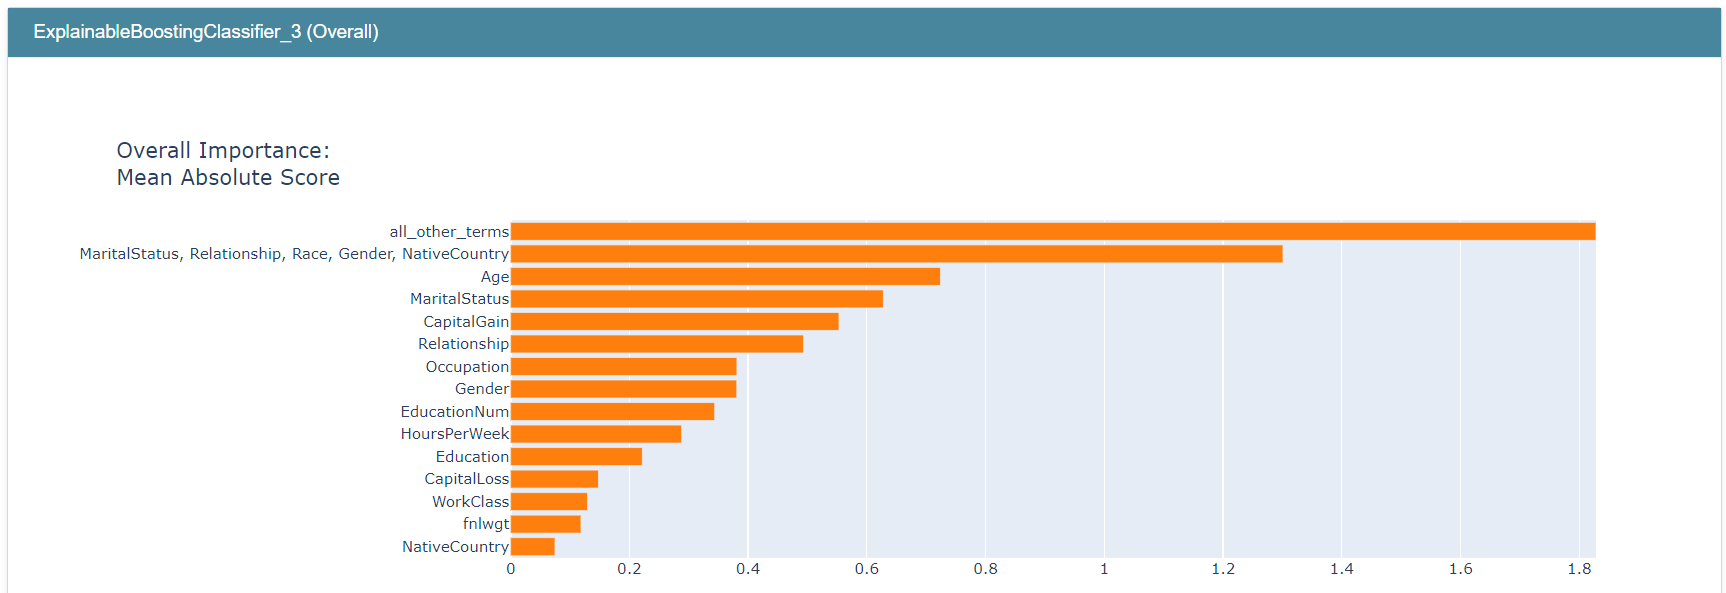 ExplainableBoostingClassifier_3 (Overall)
Overall Importance:
Mean Absolute Score
all_other_terms
MaritalStatus, Relationship, Race, Gender, NativeCountry
Age
MaritalStatus
CapitalGain
Relationship
Occupation
Gender
EducationNum
HoursPerWeek
Education
CapitalLoss
WorkClass
fnlwgt
NativeCountry
0 0.2 0.4 0.6 0.8 1 1.2 1.4 1.6 1.8